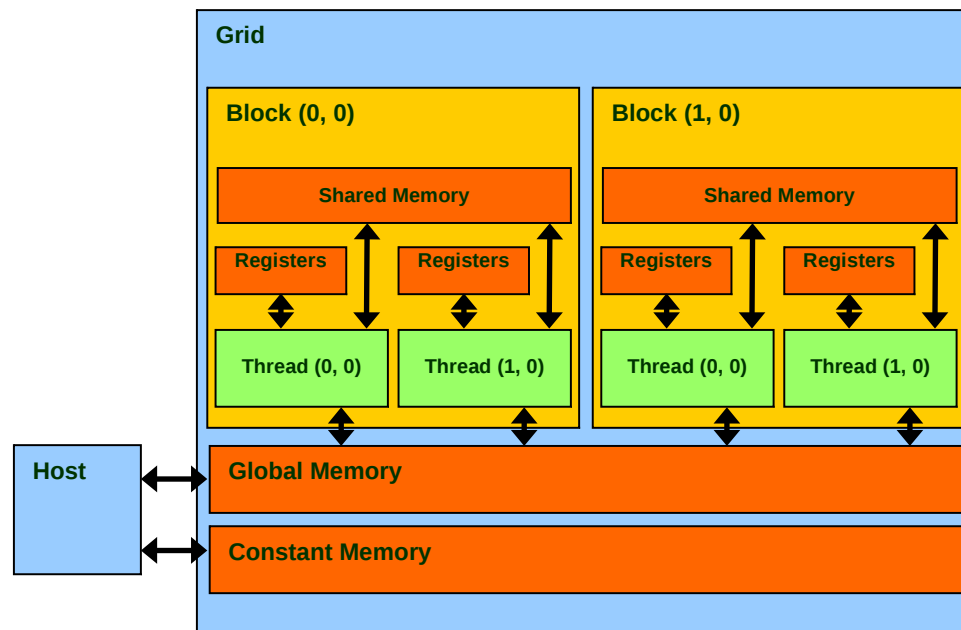 Grid
Block (0, 0)
Block (1, 0)
Shared Memory
Shared Memory
Registers
Registers
Registers
Registers
Thread (0, 0)
Thread (1, 0)
Thread (0, 0)
Thread (1, 0)
Host
Global Memory
Constant Memory